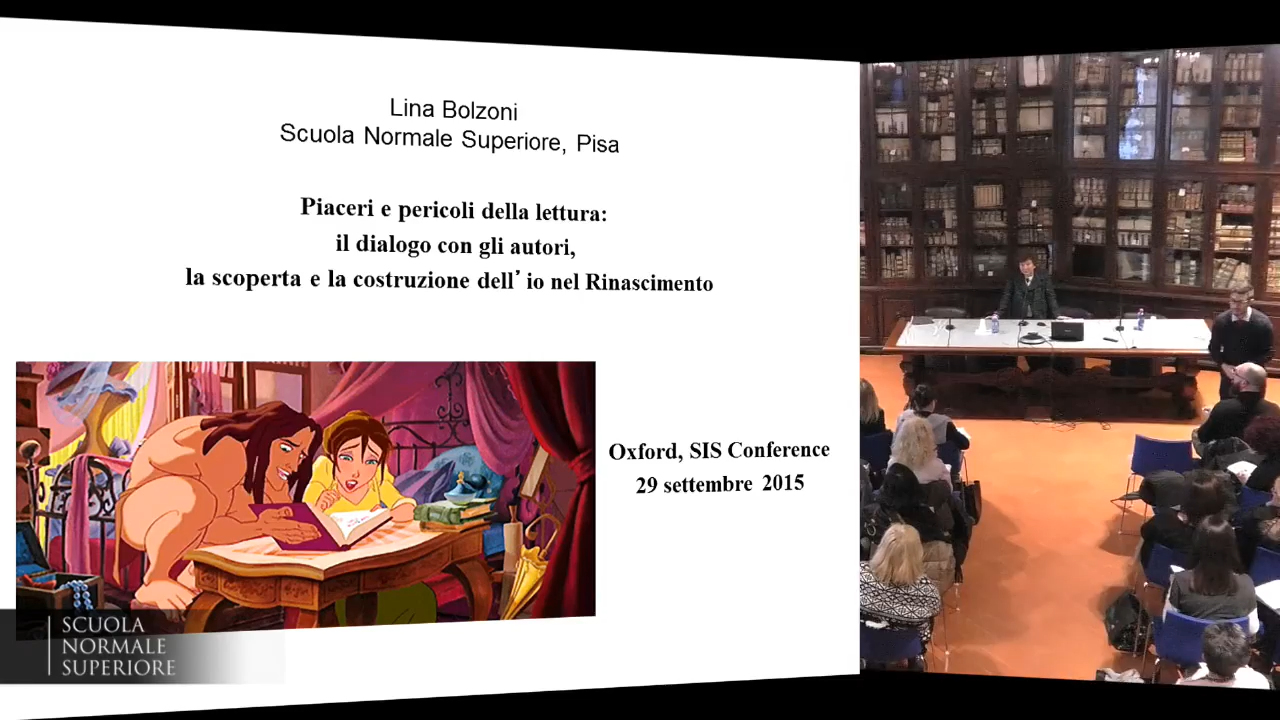 Lina Bolzoni
Scuola Normale Superiore, Pisa
Piaceri e pericoli della lettura:
il dialogo con gli autori,
la scoperta e la costruzione dell’ io nel Rinascimento
Oxford, SIS Conference
29 settembre 2015
SCUOLA
NORMALE
SUPERIORE